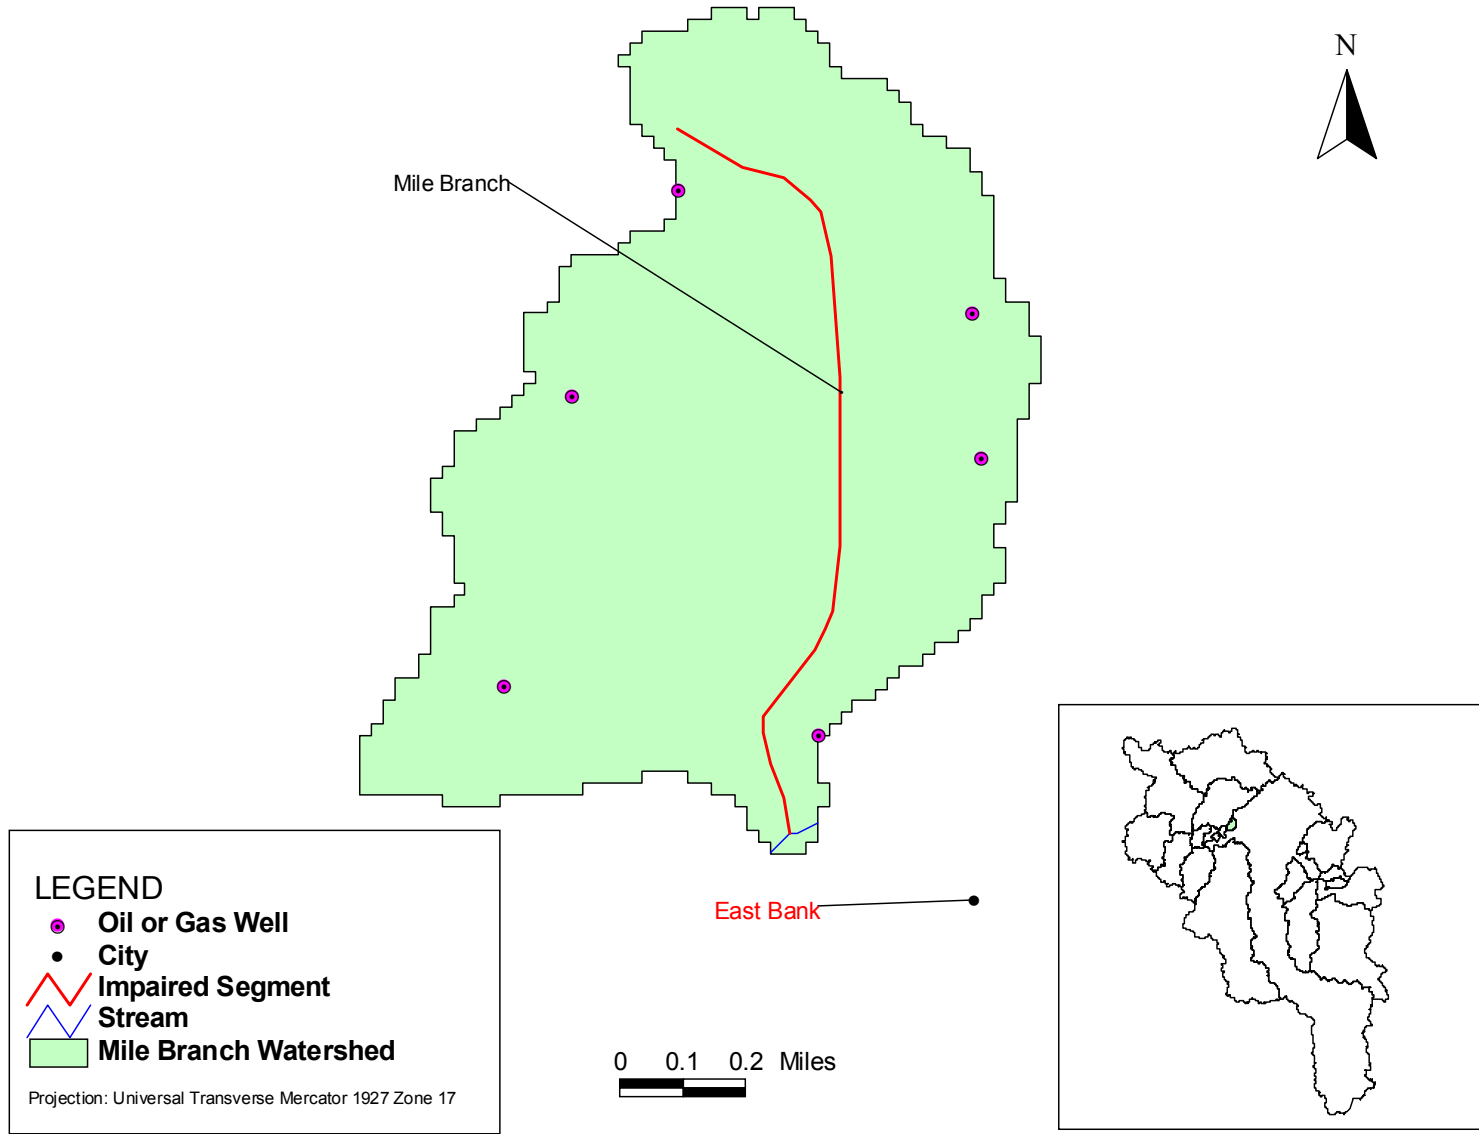 N
Mile Branch
East Bank
LEGEND
Oil or Gas Well
City
Impaired Segment
Stream
Mile Branch Watershed
Projection: Universal Transverse Mercator 1927 Zone 17
0 0.1 0.2 Miles